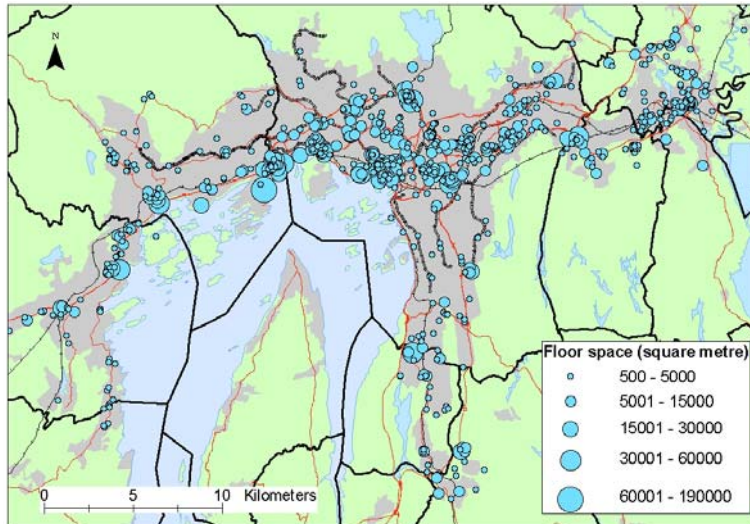 N
Floor space (square metre)
500 - 5000
5001 - 15000
15001 - 30000
30001 - 60000
60001 - 190000
0 5 10 Kilometers